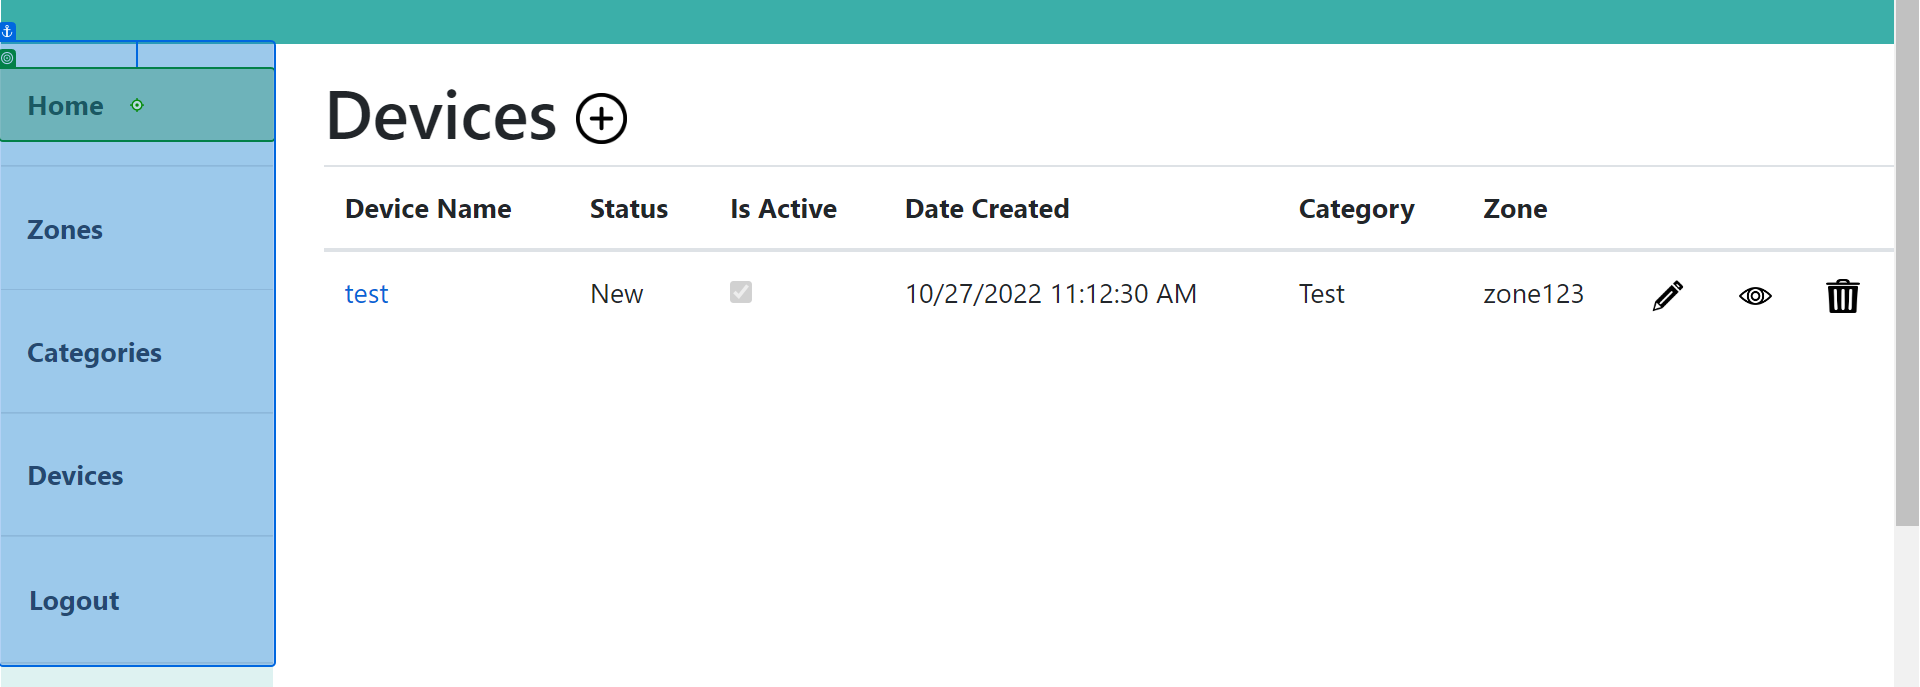 Home
Zones
Categories
Devices
Logout
Devices
Device Name Status Is Active Date Created Category Zone
test New 10/27/2022 11:12:30 AM Test zone123